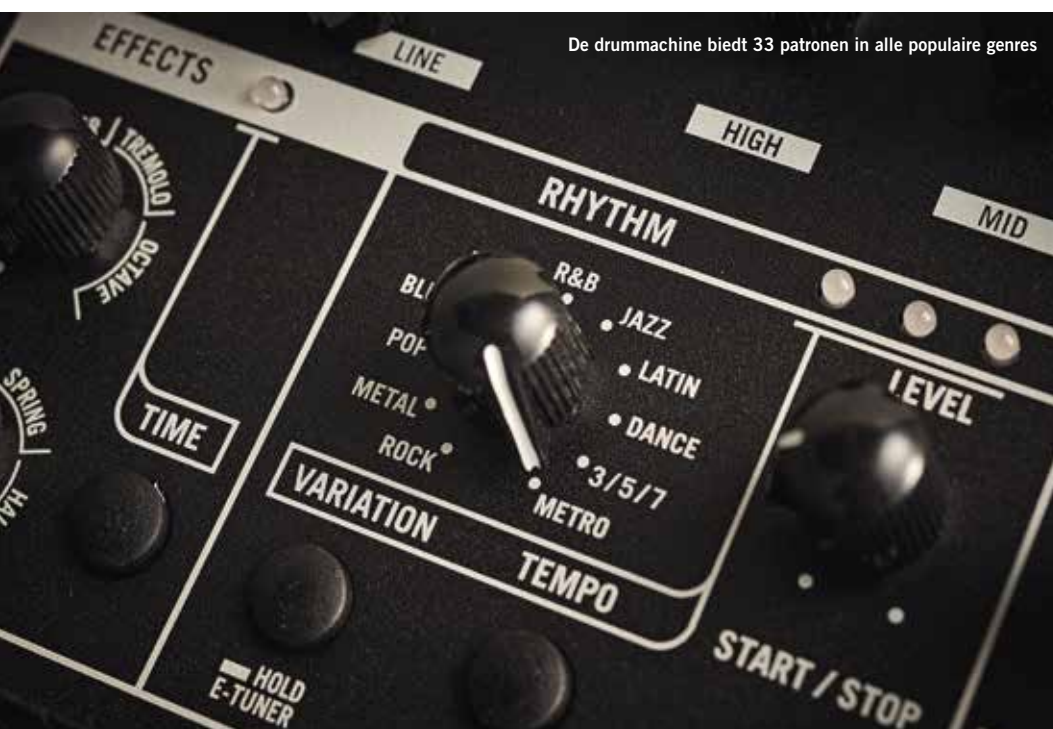 De drummachine biedt 33 patronen in alle populaire genres
EFFECTS
LINE
HIGH
MID
TREMOLO
OCTAVE
RHYTHM
R&B
JAZZ
LATIN
DANCE
3/5/7
METRO
METAL
ROCK
LEVEL
SPRING
TIME
VARIATION
TEMPO
START / STOP
HOLD
E-TUNER